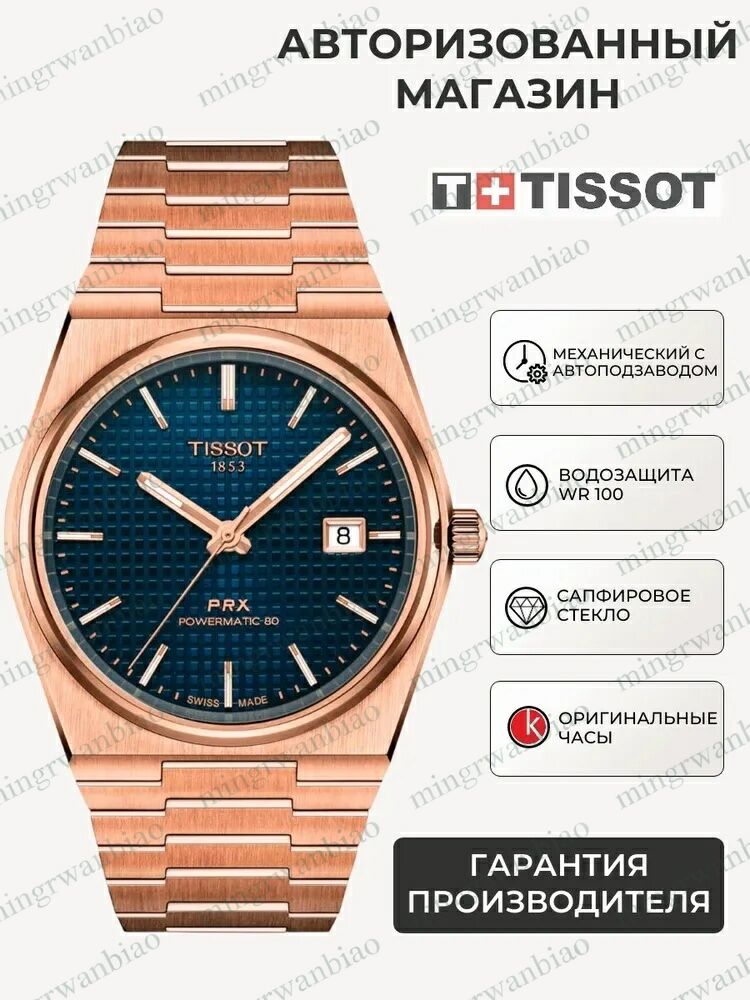 АВТОРИЗОВАННЫЙ
МАГАЗИН
T+TISSOT
TISSOT
1853
8
PRX
POWERMATIC 80
SWISS MADE
МЕХАНИЧЕСКИЙ С
АВТОПОДЗАВОДОМ
ВОДОЗАЩИТА
WR 100
САПФИРОВОЕ
СТЕКЛО
k
ОРИГИНАЛЬНЫЕ
ЧАСЫ
ГАРАНТИЯ
ПРОИЗВОДИТЕЛЯ
mingrwanbiao